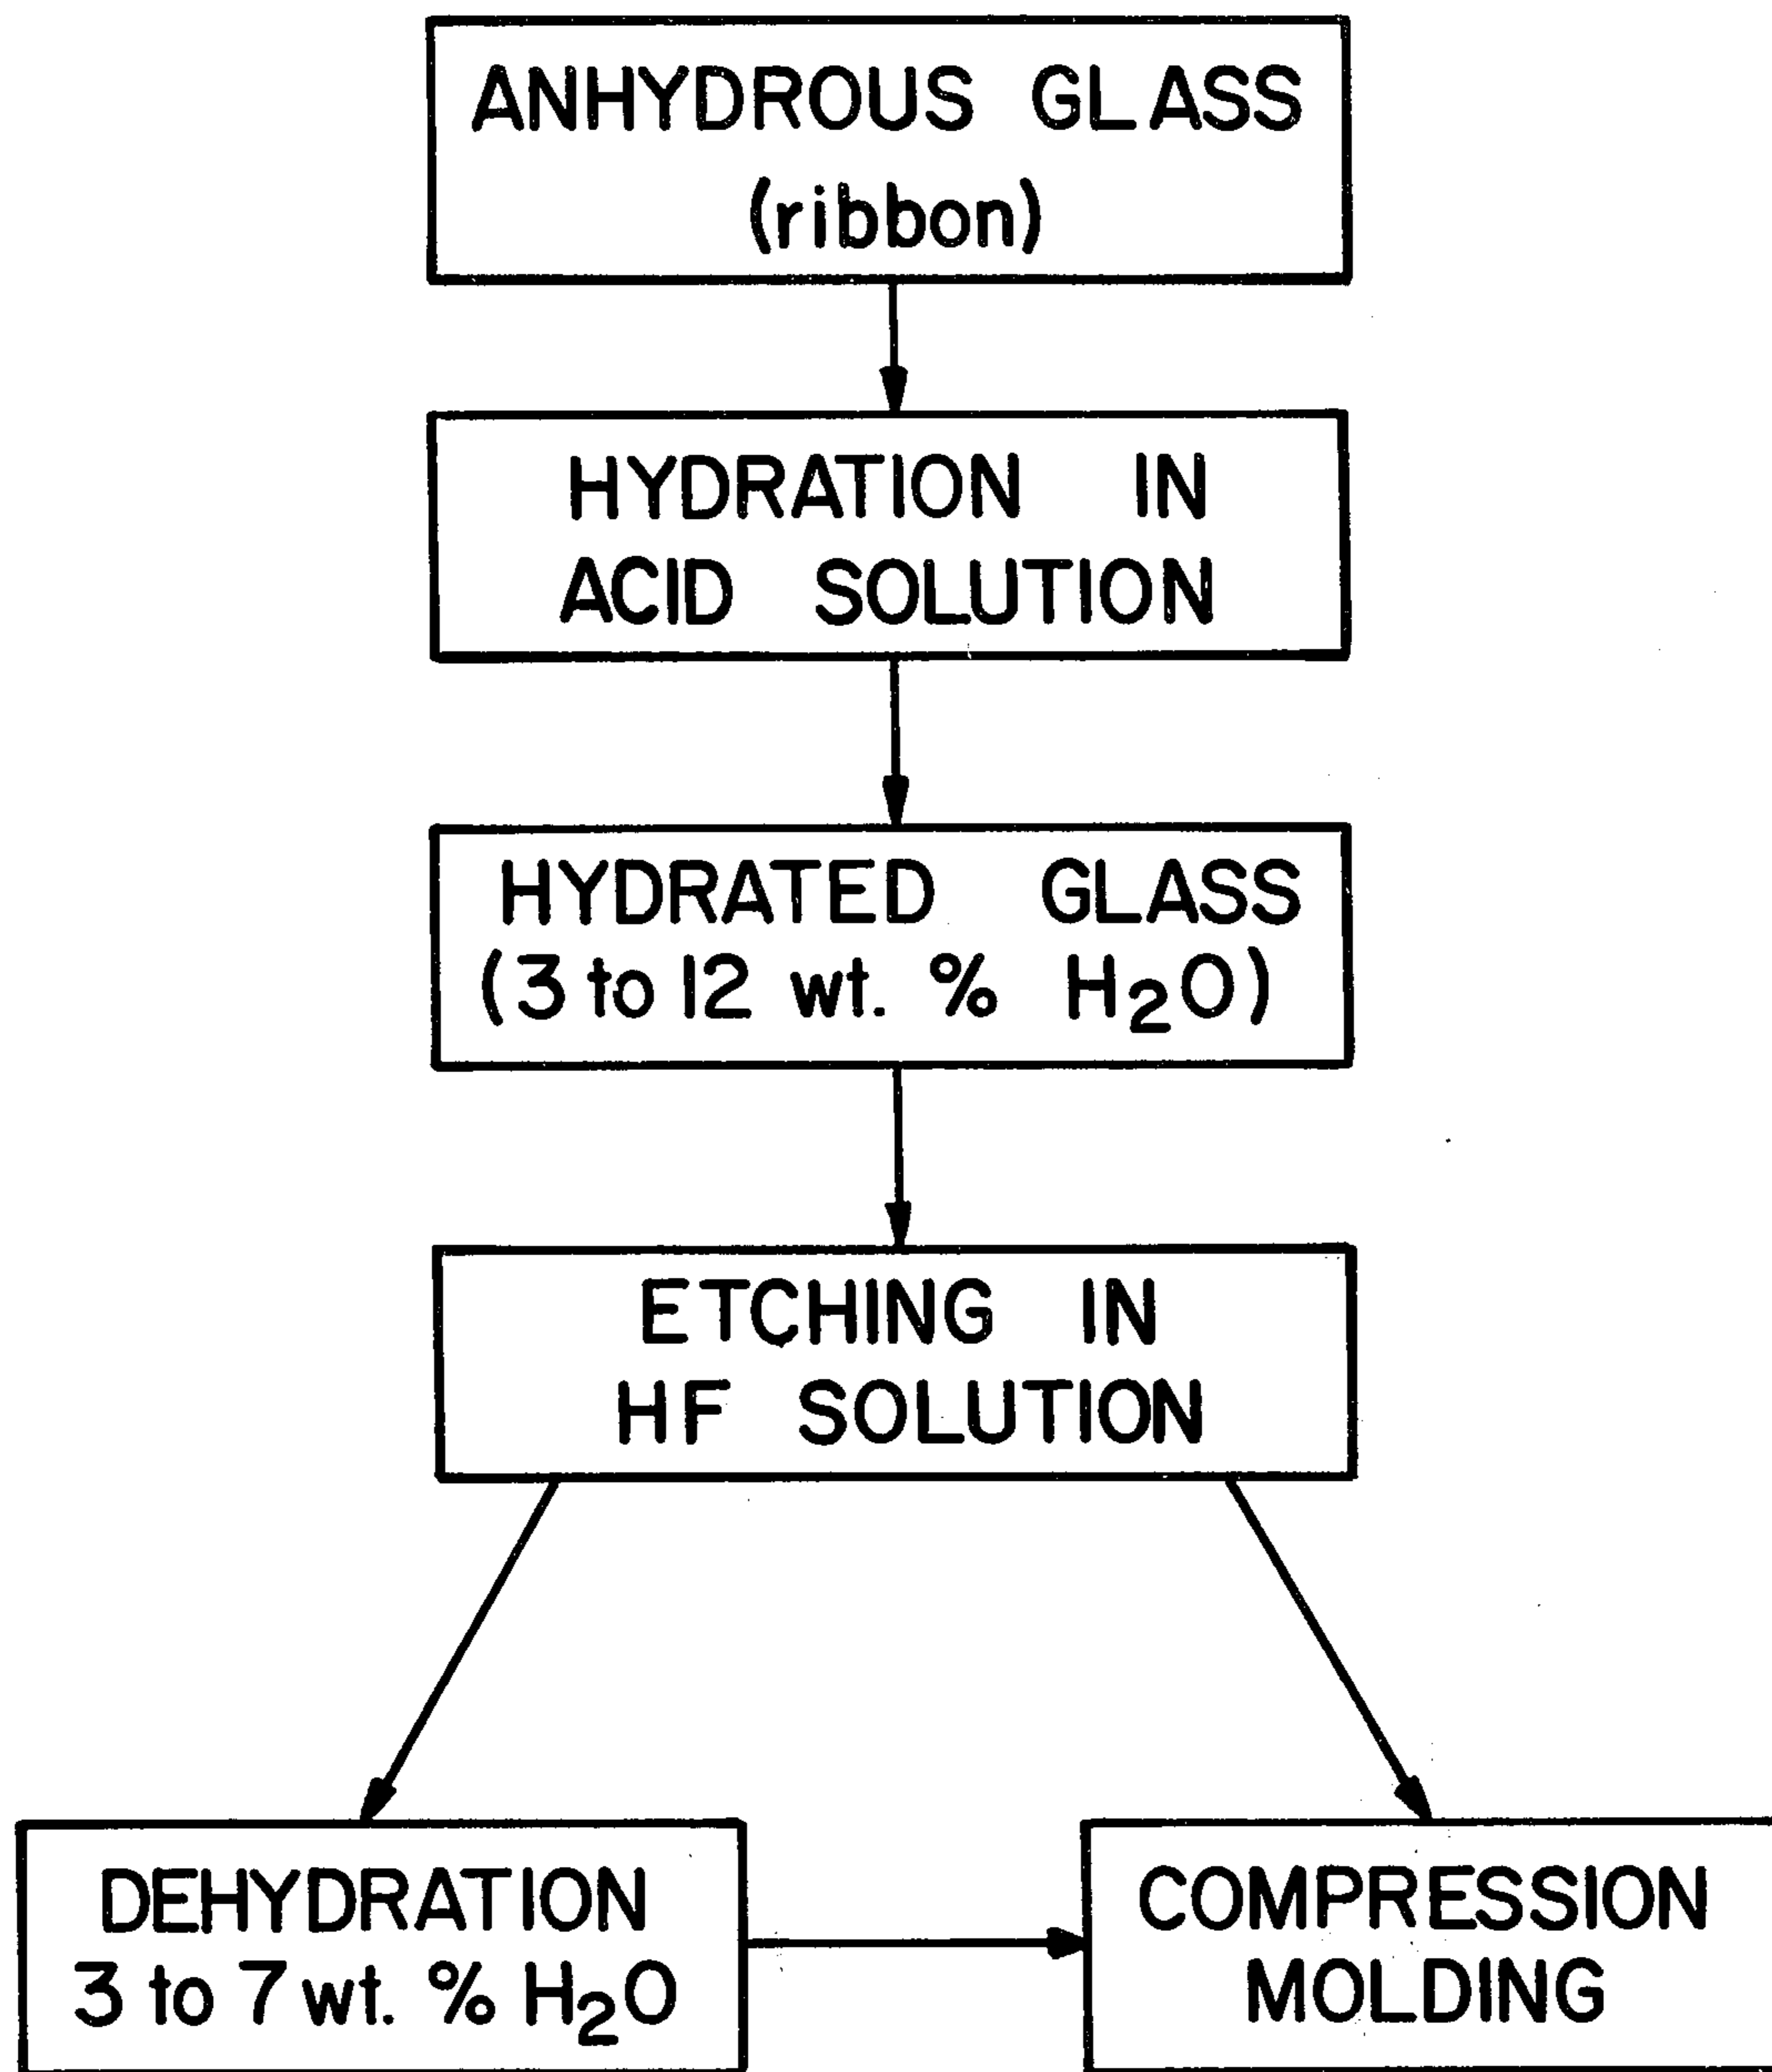 ANHYDROUS GLASS
(ribbon)
HYDRATION IN
ACID SOLUTION
HYDRATED GLASS
(3 to 12 wt. % H₂O)
ETCHING IN
HF SOLUTION
DEHYDRATION
3 to 7 wt. % H₂O
COMPRESSION
MOLDING